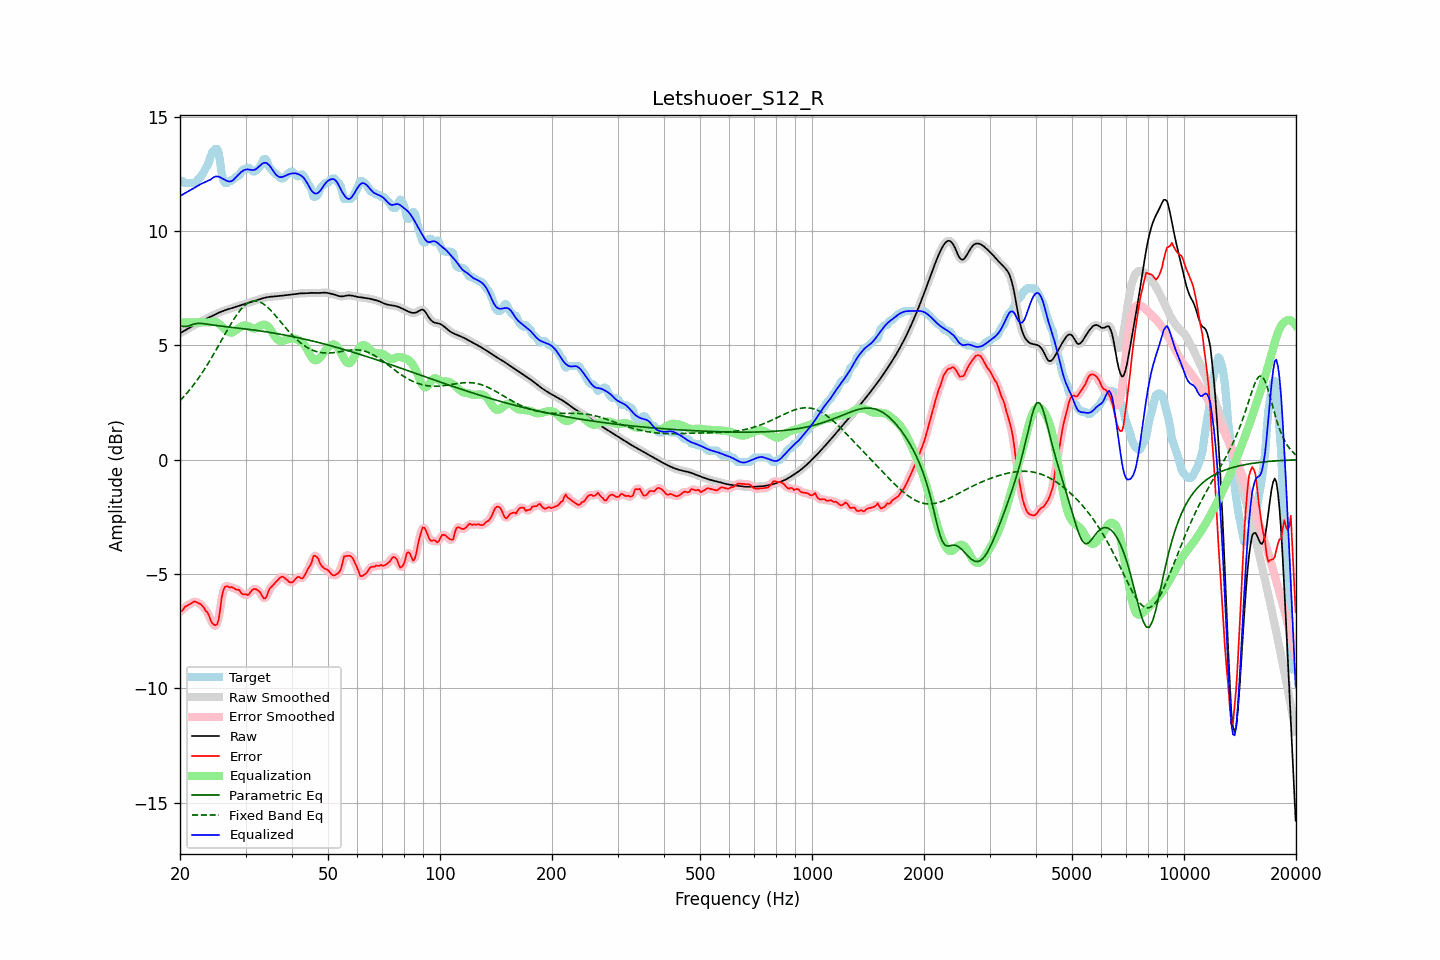 Letshuoer_S12_R
15
10
5
0
−5
−10
−15
Amplitude (dBr)
Target
Raw Smoothed
Error Smoothed
Raw
Error
Equalization
Parametric Eq
Fixed Band Eq
Equalized
20 50 100 200 500 1000 2000 5000 10000 20000
Frequency (Hz)